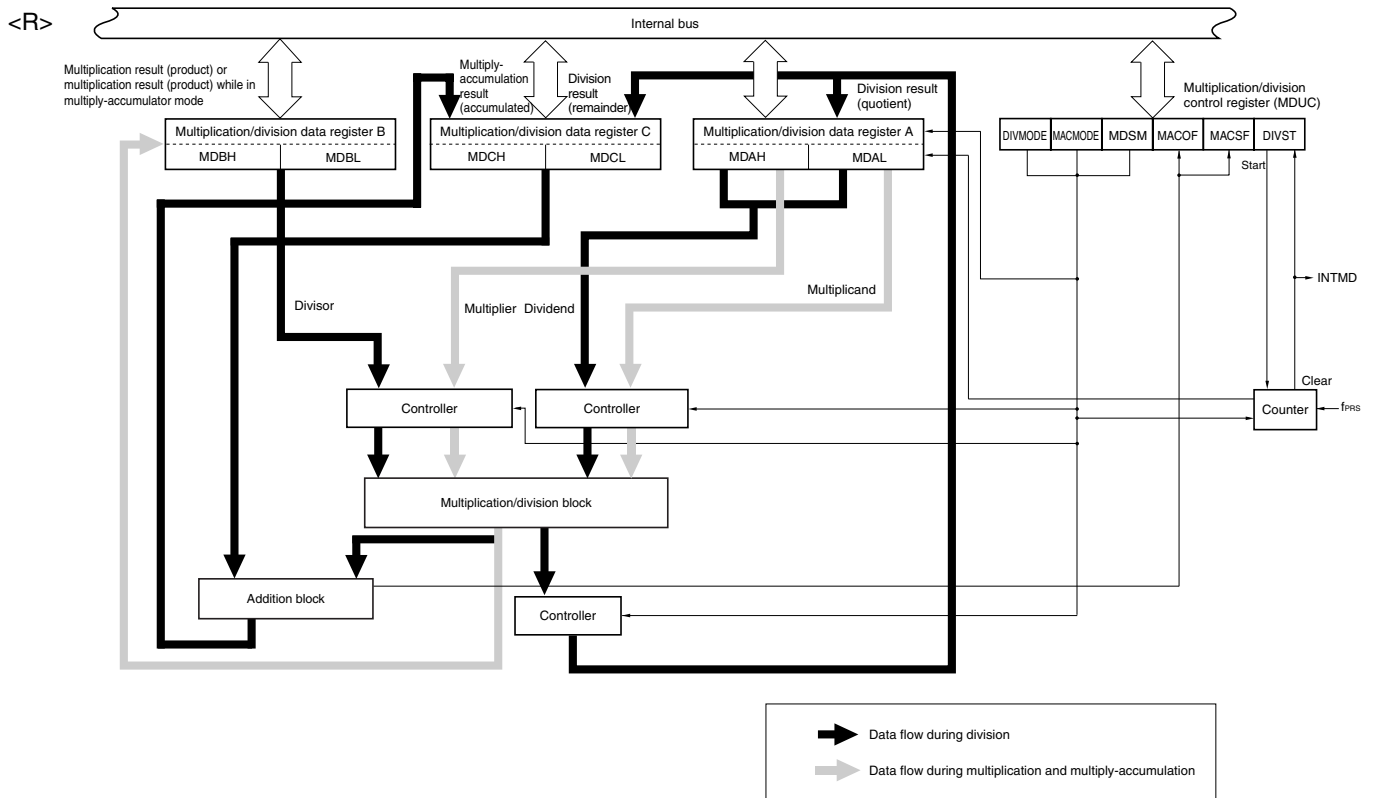 <R>
Internal bus
Multiplication result (product) or
multiplication result (product) while in
multiply-accumulator mode
Multiply-
accumulation
result
(accumulated)
Division
result
(remainder)
Division result
(quotient)
Multiplication/division
control register (MDUC)
Multiplication/division data register B
MDBH
MDBL
Multiplication/division data register C
MDCH
MDCL
Multiplication/division data register A
MDAH
MDAL
DIVMODE
MACMODE
MDSM
MACOF
MACSF
DIVST
Start
INTMD
Divisor
Multiplier
Dividend
Multiplicand
Clear
Controller
Controller
Counter
fPRS
Multiplication/division block
Addition block
Controller
Data flow during division
Data flow during multiplication and multiply-accumulation